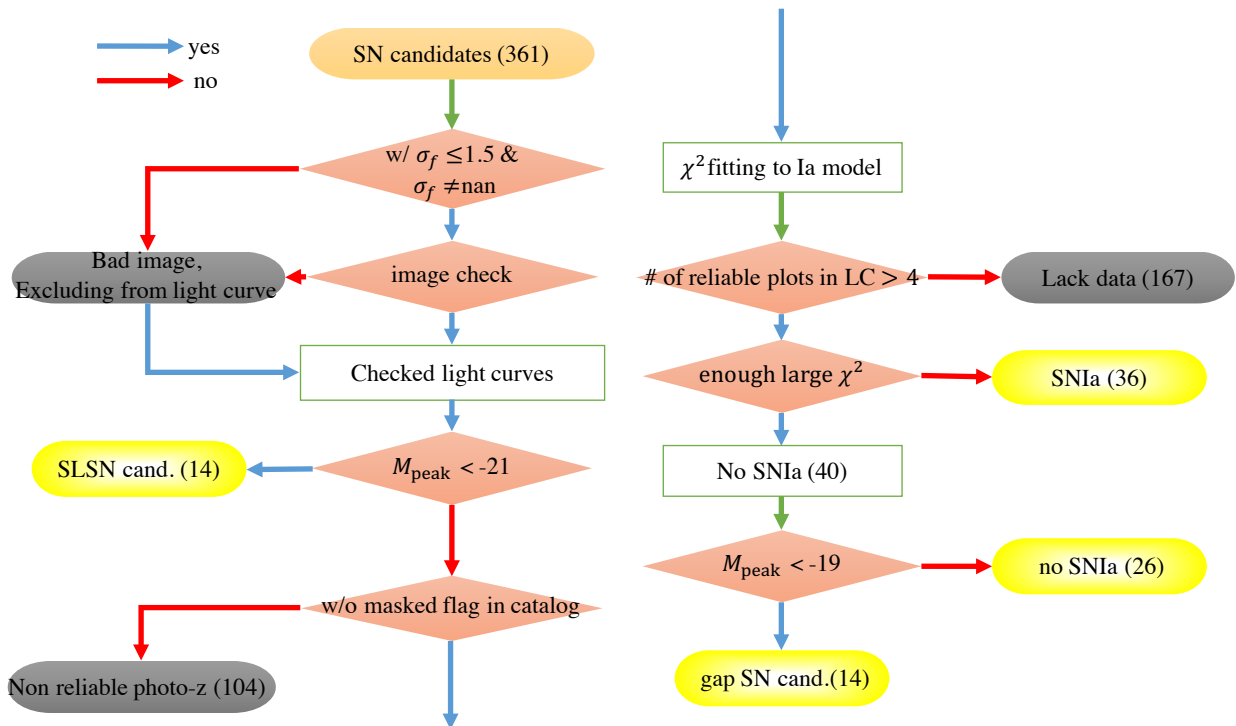 yes
no
SN candidates (361)
w/ σ_f ≤1.5 &
σ_f ≠nan
Bad image,
Excluding from light curve
image check
Checked light curves
SLSN cand. (14)
M_peak < -21
w/o masked flag in catalog
Non reliable photo-z (104)
χ² fitting to Ia model
# of reliable plots in LC > 4
Lack data (167)
enough large χ²
SNIa (36)
No SNIa (40)
M_peak < -19
no SNIa (26)
gap SN cand.(14)